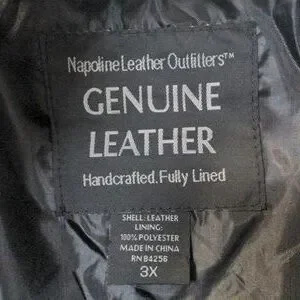 Napoline Leather Outfitters™
GENUINE
LEATHER
Handcrafted. Fully Lined
SHELL: LEATHER
LINING:
100% POLYESTER
MADE IN CHINA
RN 84256
3X